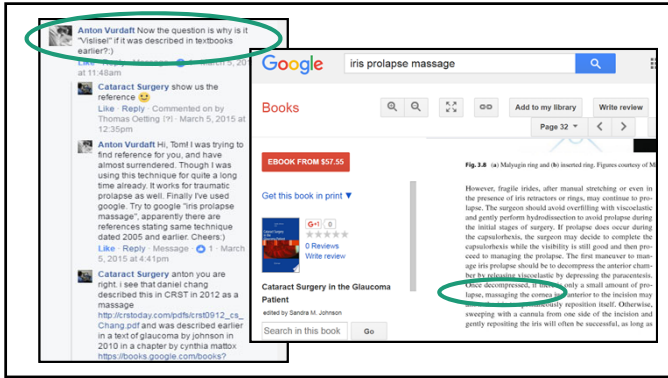 Anton Vurdaft Now the question is why is it
"Vislisel" if it was described in textbooks
earlier?:)
Like · Reply · Message · March 5, 20
at 11:48am
Cataract Surgery show us the
reference
Like · Reply · Commented on by
Thomas Oetting [?] · March 5, 2015 at
12:35pm
Anton Vurdaft Hi, Tom! I was trying to
find reference for you, and have
almost surrendered. Though I was
using this technique for quite a long
time already. It works for traumatic
prolapse as well. Finally I've used
google. Try to google "iris prolapse
massage", apparently there are
references stating same technique
dated 2005 and earlier. Cheers:)
Like · Reply · Message · 1 · March
5, 2015 at 4:41pm
Cataract Surgery anton you are
right. i see that daniel chang
described this in CRST in 2012 as a
massage
http://crstoday.com/pdfs/crst0912_cs_
Chang.pdf and was described earlier
in a text of glaucoma by johnson in
2010 in a chapter by cynthia mattox
https://books.google.com/books?
Google
iris prolapse massage
Books
Add to my library
Write review
Page 32
EBOOK FROM $57.55
Get this book in print
G+1 0
0 Reviews
Write review
Cataract Surgery in the Glaucoma
Patient
edited by Sandra M. Johnson
Search in this book
Go
Fig. 3.8 (a) Malyugin ring and (b) inserted ring. Figures courtesy of M
However, fragile irides, after manual stretching or even in
the presence of iris retractors or rings, may continue to pro-
lapse. The surgeon should avoid overfilling with viscoelastic
and gently perform hydrodissection to avoid prolapse during
the initial stages of surgery. If prolapse does occur during
the capsulorhexis, the surgeon may decide to complete the
capsulorhexis while the visibility is still good and then pro-
ceed to managing the prolapse. The first maneuver to man-
age iris prolapse should be to decompress the anterior cham-
ber by releasing viscoelastic by depressing the paracentesis.
Once decompressed, if there is only a small amount of pro-
lapse, massaging the cornea just anterior to the incision may
spontaneously reposition itself. Otherwise,
sweeping with a cannula from one side of the incision and
gently repositing the iris will often be successful, as long as